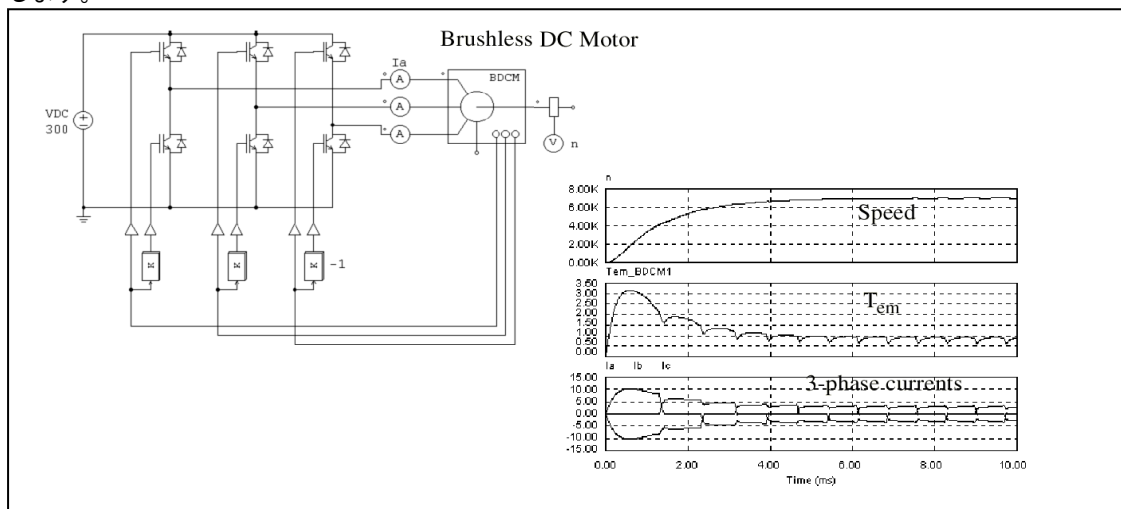 します。
Brushless DC Motor
Ia
BDCM
A
A
A
VDC
300
V
n
K
K
K
-1
n
8.00K
6.00K
4.00K
2.00K
0.00K
Speed
Tem_BDCM1
3.50
3.00
2.50
2.00
1.50
1.00
0.50
0.00
Tem
Ia Ib Ic
15.00
10.00
5.00
0.00
-5.00
-10.00
-15.00
3-phase currents
0.00 2.00 4.00 6.00 8.00 10.00
Time (ms)